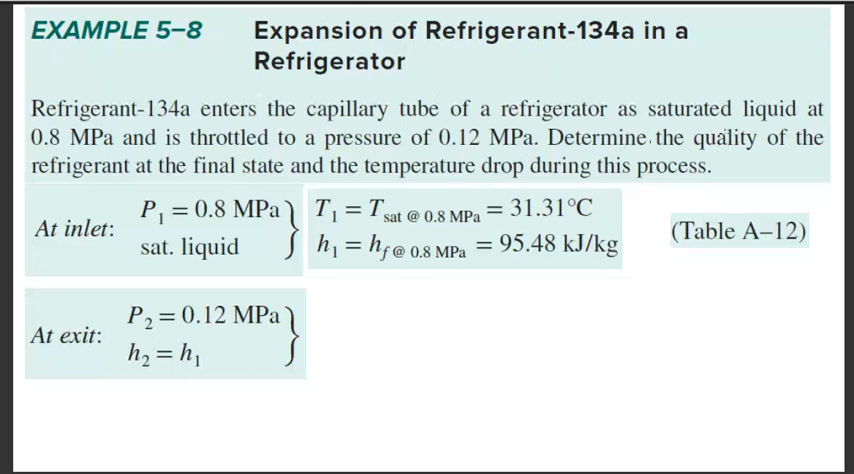 EXAMPLE 5–8 Expansion of Refrigerant-134a in a
Refrigerator
Refrigerant-134a enters the capillary tube of a refrigerator as saturated liquid at
0.8 MPa and is throttled to a pressure of 0.12 MPa. Determine the quality of the
refrigerant at the final state and the temperature drop during this process.
At inlet: P₁ = 0.8 MPa } T₁ = T sat @ 0.8 MPa = 31.31°C
sat. liquid h₁ = h f @ 0.8 MPa = 95.48 kJ/kg (Table A–12)
At exit: P₂ = 0.12 MPa }
h₂ = h₁